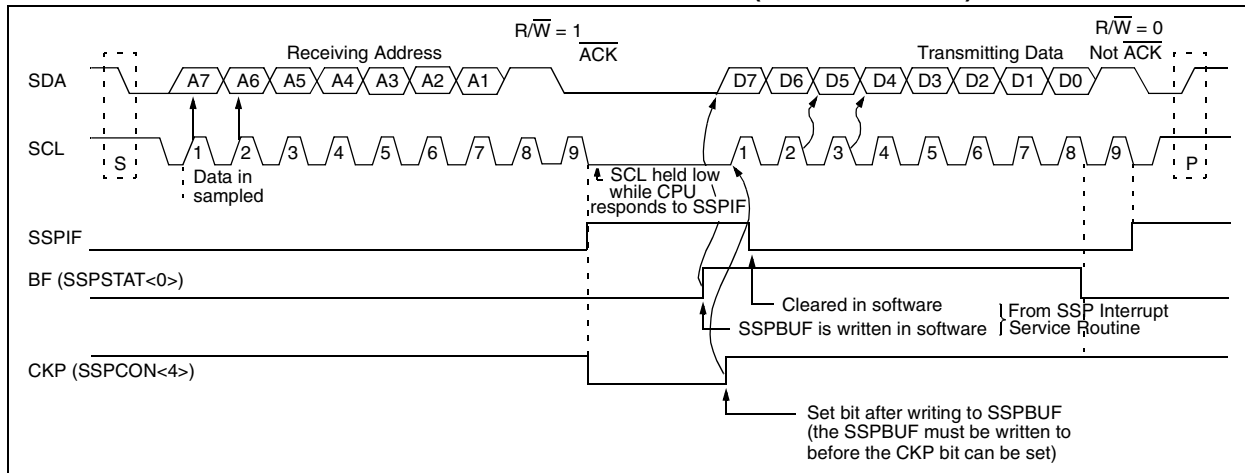 R/W = 1
R/W = 0
Receiving Address
ACK
Transmitting Data
Not ACK
SDA
A7 A6 A5 A4 A3 A2 A1
D7 D6 D5 D4 D3 D2 D1 D0
SCL
S
1 2 3 4 5 6 7 8 9
1 2 3 4 5 6 7 8 9
P
Data in
sampled
SCL held low
while CPU
responds to SSPIF
SSPIF
BF (SSPSTAT<0>)
Cleared in software
SSPBUF is written in software
From SSP Interrupt
Service Routine
CKP (SSPCON<4>)
Set bit after writing to SSPBUF
(the SSPBUF must be written to
before the CKP bit can be set)